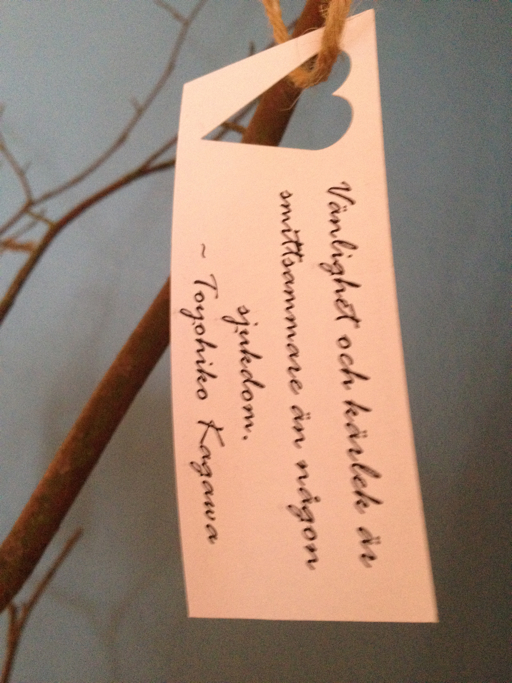 Vänlighet och kärlek är
smittsammare än någon
sjukdom.
~ Toyohiko Kagawa